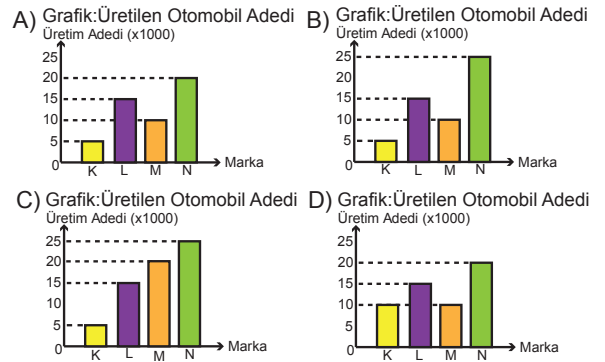 A) Grafik:Üretilen Otomobil Adedi
Üretim Adedi (x1000)
25
20
15
10
5
0
K L M N
Marka
B) Grafik:Üretilen Otomobil Adedi
Üretim Adedi (x1000)
25
20
15
10
5
0
K L M N
Marka
C) Grafik:Üretilen Otomobil Adedi
Üretim Adedi (x1000)
25
20
15
10
5
0
K L M N
Marka
D) Grafik:Üretilen Otomobil Adedi
Üretim Adedi (x1000)
25
20
15
10
5
0
K L M N
Marka